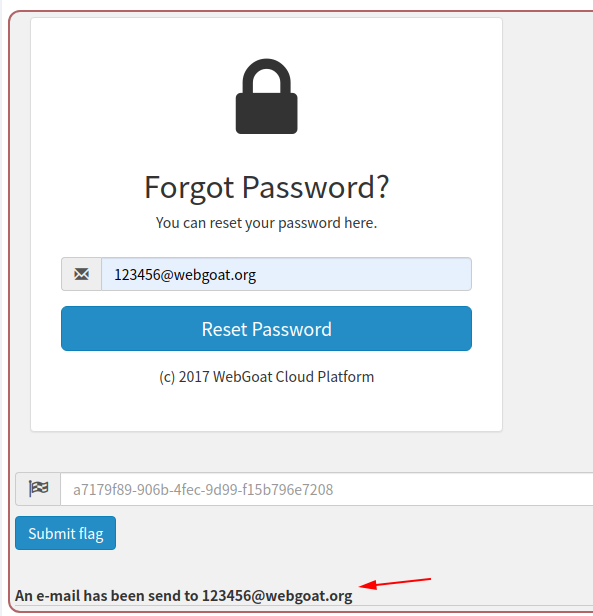 Forgot Password?
You can reset your password here.
123456@webgoat.org
Reset Password
(c) 2017 WebGoat Cloud Platform
a7179f89-906b-4fec-9d99-f15b796e7208
Submit flag
An e-mail has been send to 123456@webgoat.org